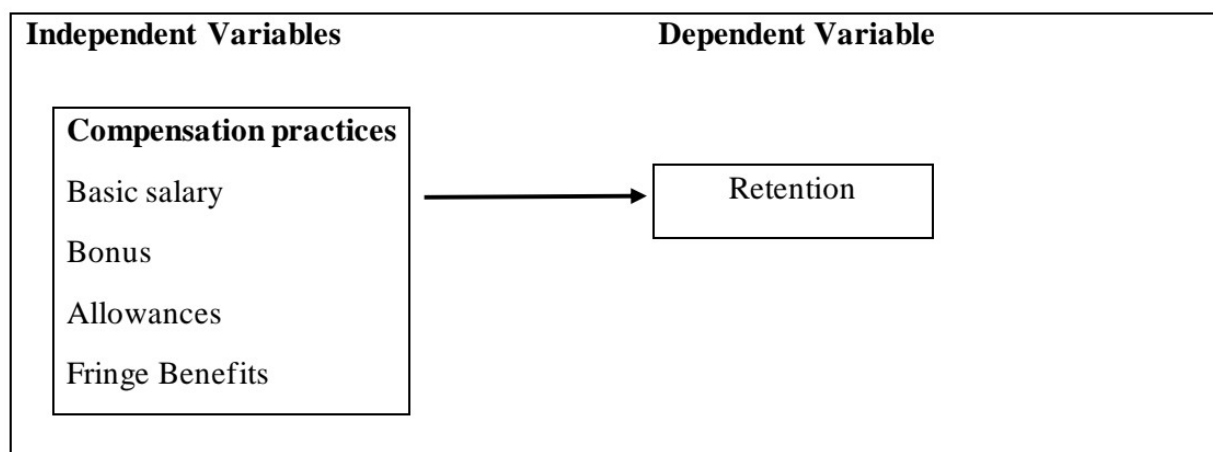 Independent Variables
Dependent Variable
Compensation practices
Basic salary
Retention
Bonus
Allowances
Fringe Benefits